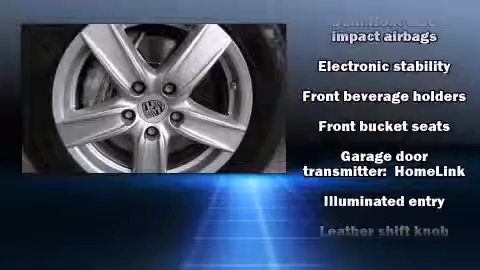 impact airbags
Electronic stability
Front beverage holders
Front bucket seats
Garage door
transmitter: HomeLink
Illuminated entry
Leather shift knob